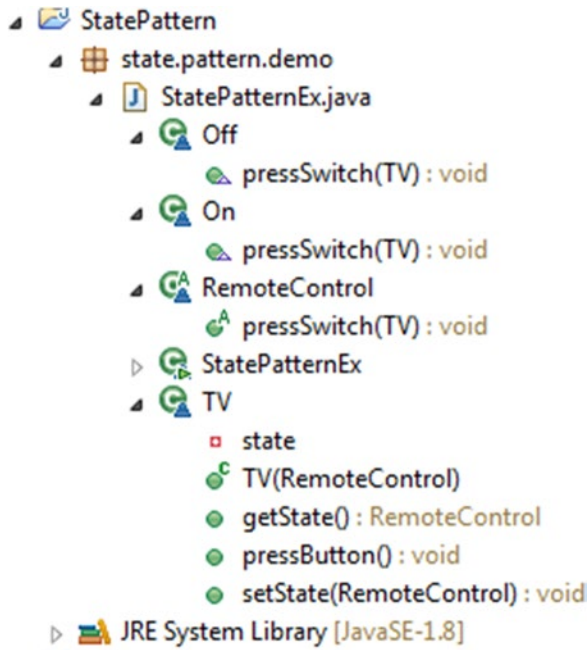 StatePattern
state.pattern.demo
J StatePatternEx.java
C Off
pressSwitch(TV) : void
C On
pressSwitch(TV) : void
C A RemoteControl
A pressSwitch(TV) : void
C StatePatternEx
C TV
state
C TV(RemoteControl)
getState() : RemoteControl
pressButton() : void
setState(RemoteControl) : void
JRE System Library [JavaSE-1.8]